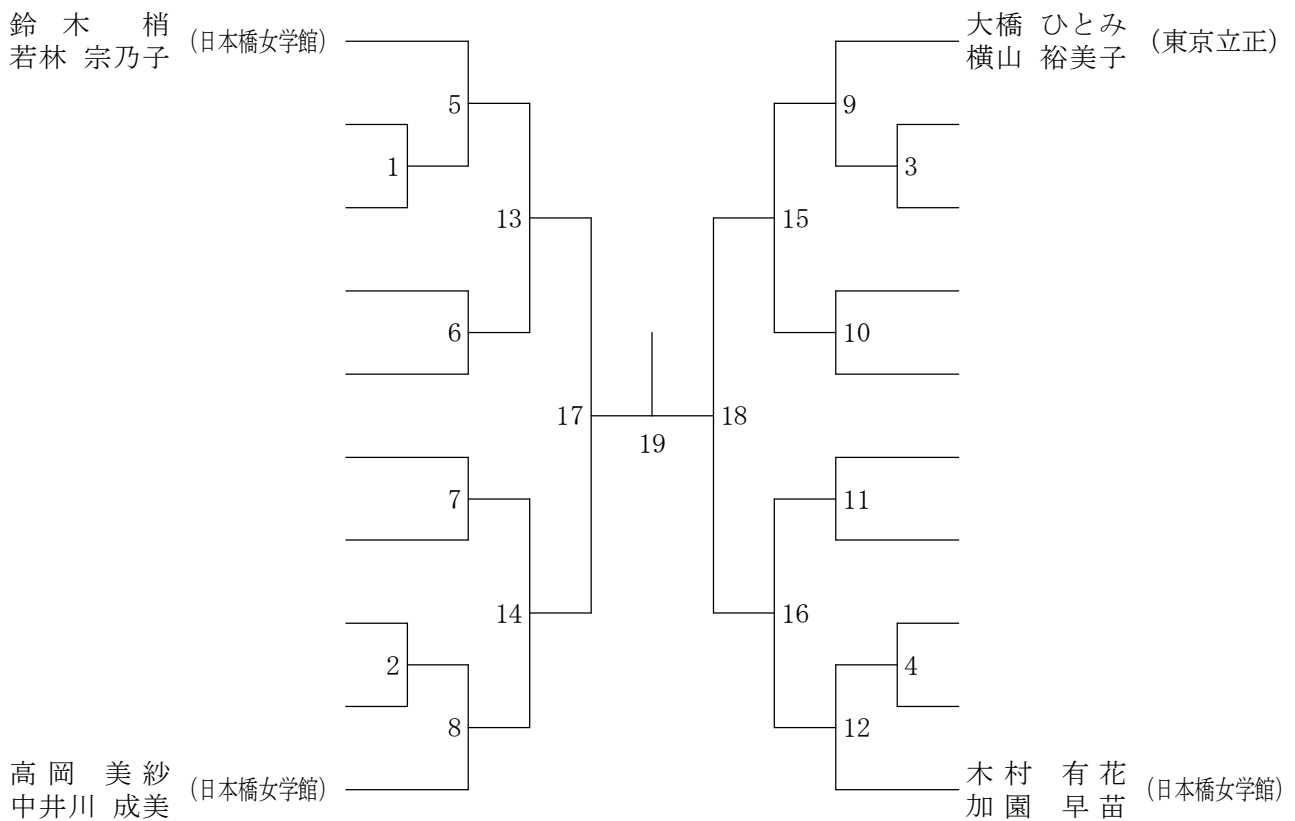 鈴木 梢
若林 宗乃子
(日本橋女学館)
大橋 ひとみ
横山 裕美子
(東京立正)
5
9
1
3
13
15
6
10
17
18
19
7
11
14
16
2
4
8
12
高岡 美紗
中井川 成美
(日本橋女学館)
木村 有花
加園 早苗
(日本橋女学館)